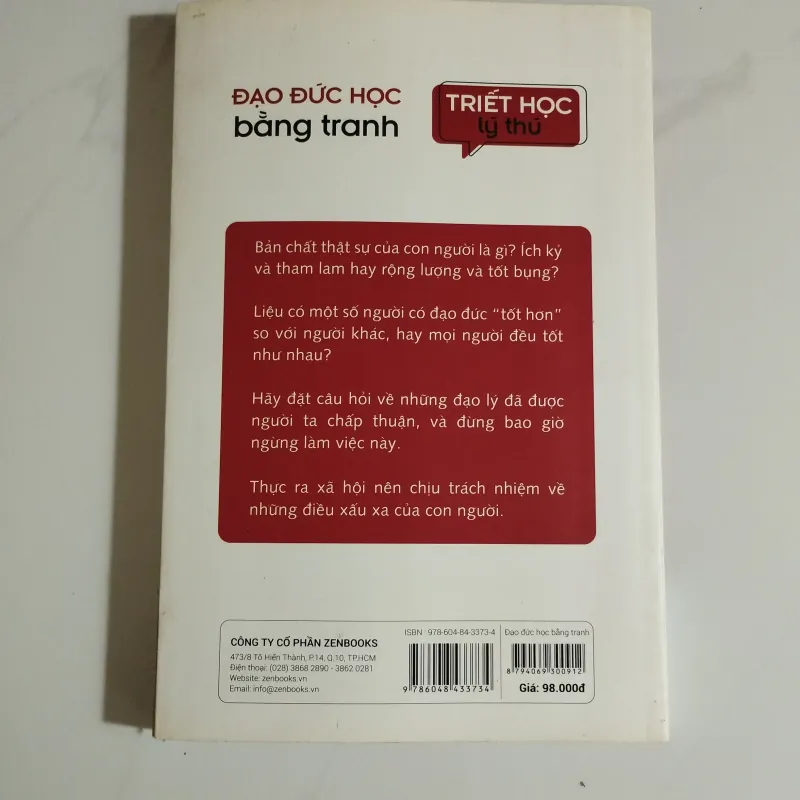 ĐẠO ĐỨC HỌC
bằng tranh
TRIẾT HỌC
lý thú
Bản chất thật sự của con người là gì? Ích kỷ
và tham lam hay rộng lượng và tốt bụng?
Liệu có một số người có đạo đức “tốt hơn”
so với người khác, hay mọi người đều tốt
như nhau?
Hãy đặt câu hỏi về những đạo lý đã được
người ta chấp thuận, và đừng bao giờ
ngừng làm việc này.
Thực ra xã hội nên chịu trách nhiệm về
những điều xấu xa của con người.
CÔNG TY CỔ PHẦN ZENBOOKS
473/8 Tô Hiến Thành, P.14, Q.10, TP.HCM
Điện thoại: (028) 3868 2890 - 3862 0281
Website: zenbooks.vn
Email: info@zenbooks.vn
ISBN 978-604-84-3373-4
9 786048 433734
Đạo đức học bằng tranh
8 794069 300912
Giá: 98.000đ